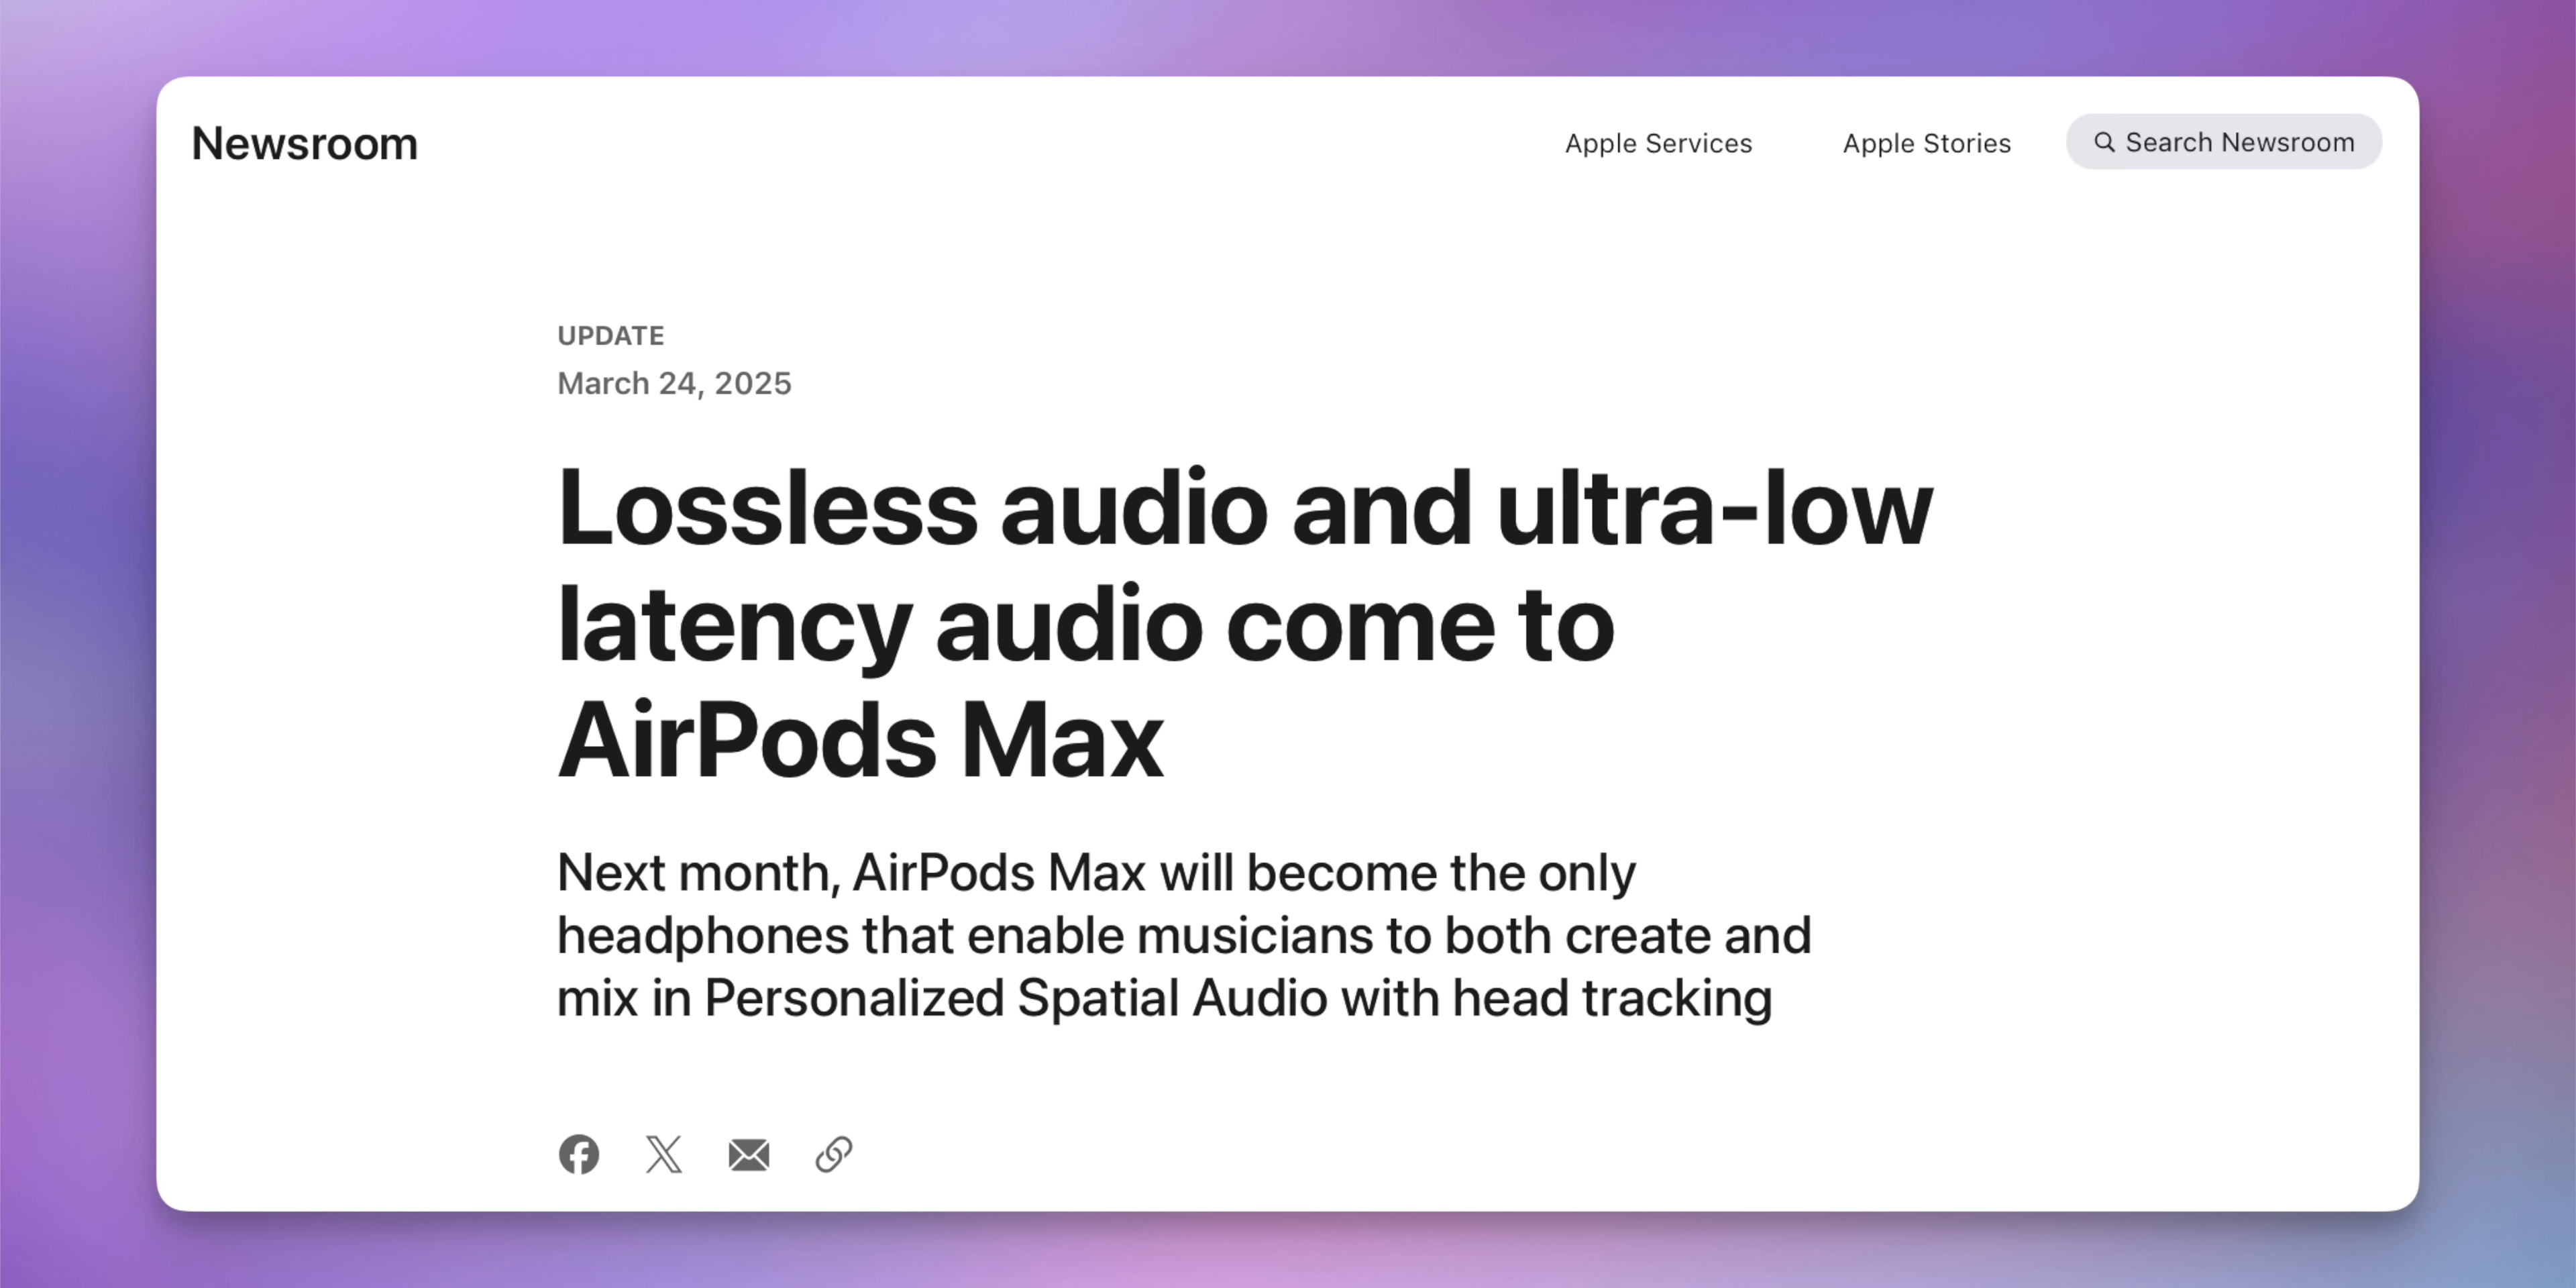 Newsroom
Apple Services
Apple Stories
Search Newsroom
UPDATE
March 24, 2025
Lossless audio and ultra-low
latency audio come to
AirPods Max
Next month, AirPods Max will become the only
headphones that enable musicians to both create and
mix in Personalized Spatial Audio with head tracking